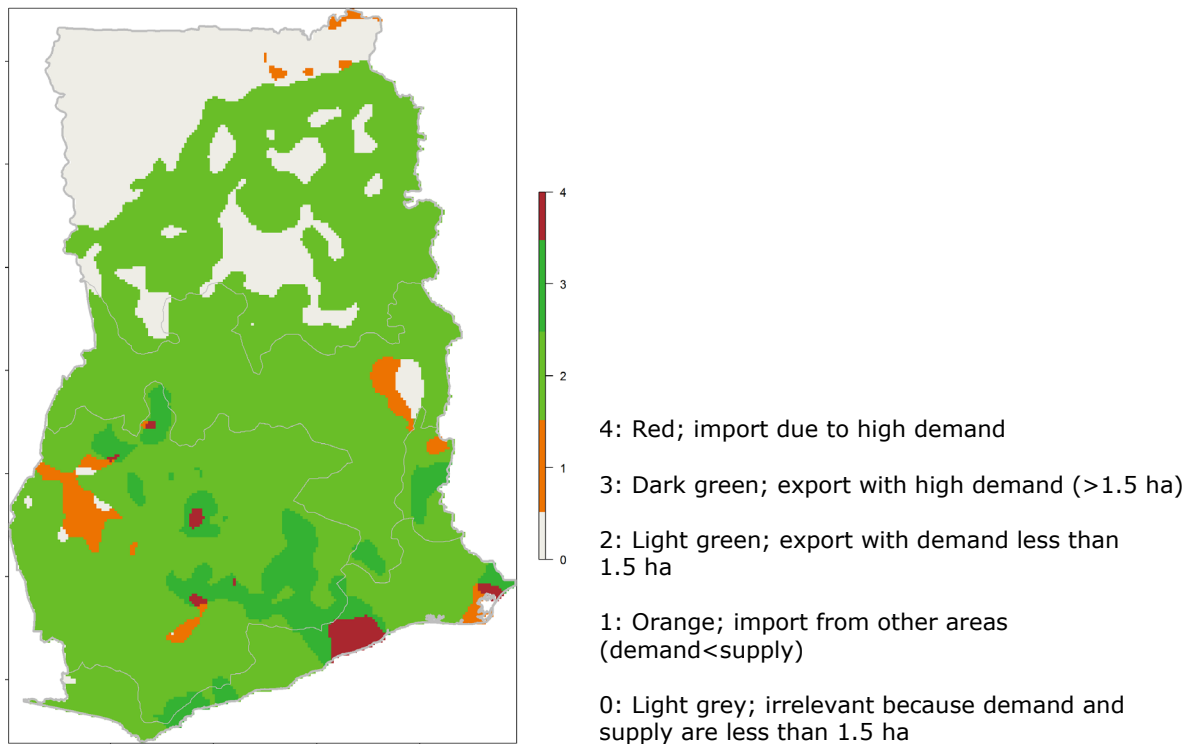 4
3
2
1
0
4: Red; import due to high demand
3: Dark green; export with high demand (>1.5 ha)
2: Light green; export with demand less than
1.5 ha
1: Orange; import from other areas
(demand<supply)
0: Light grey; irrelevant because demand and
supply are less than 1.5 ha